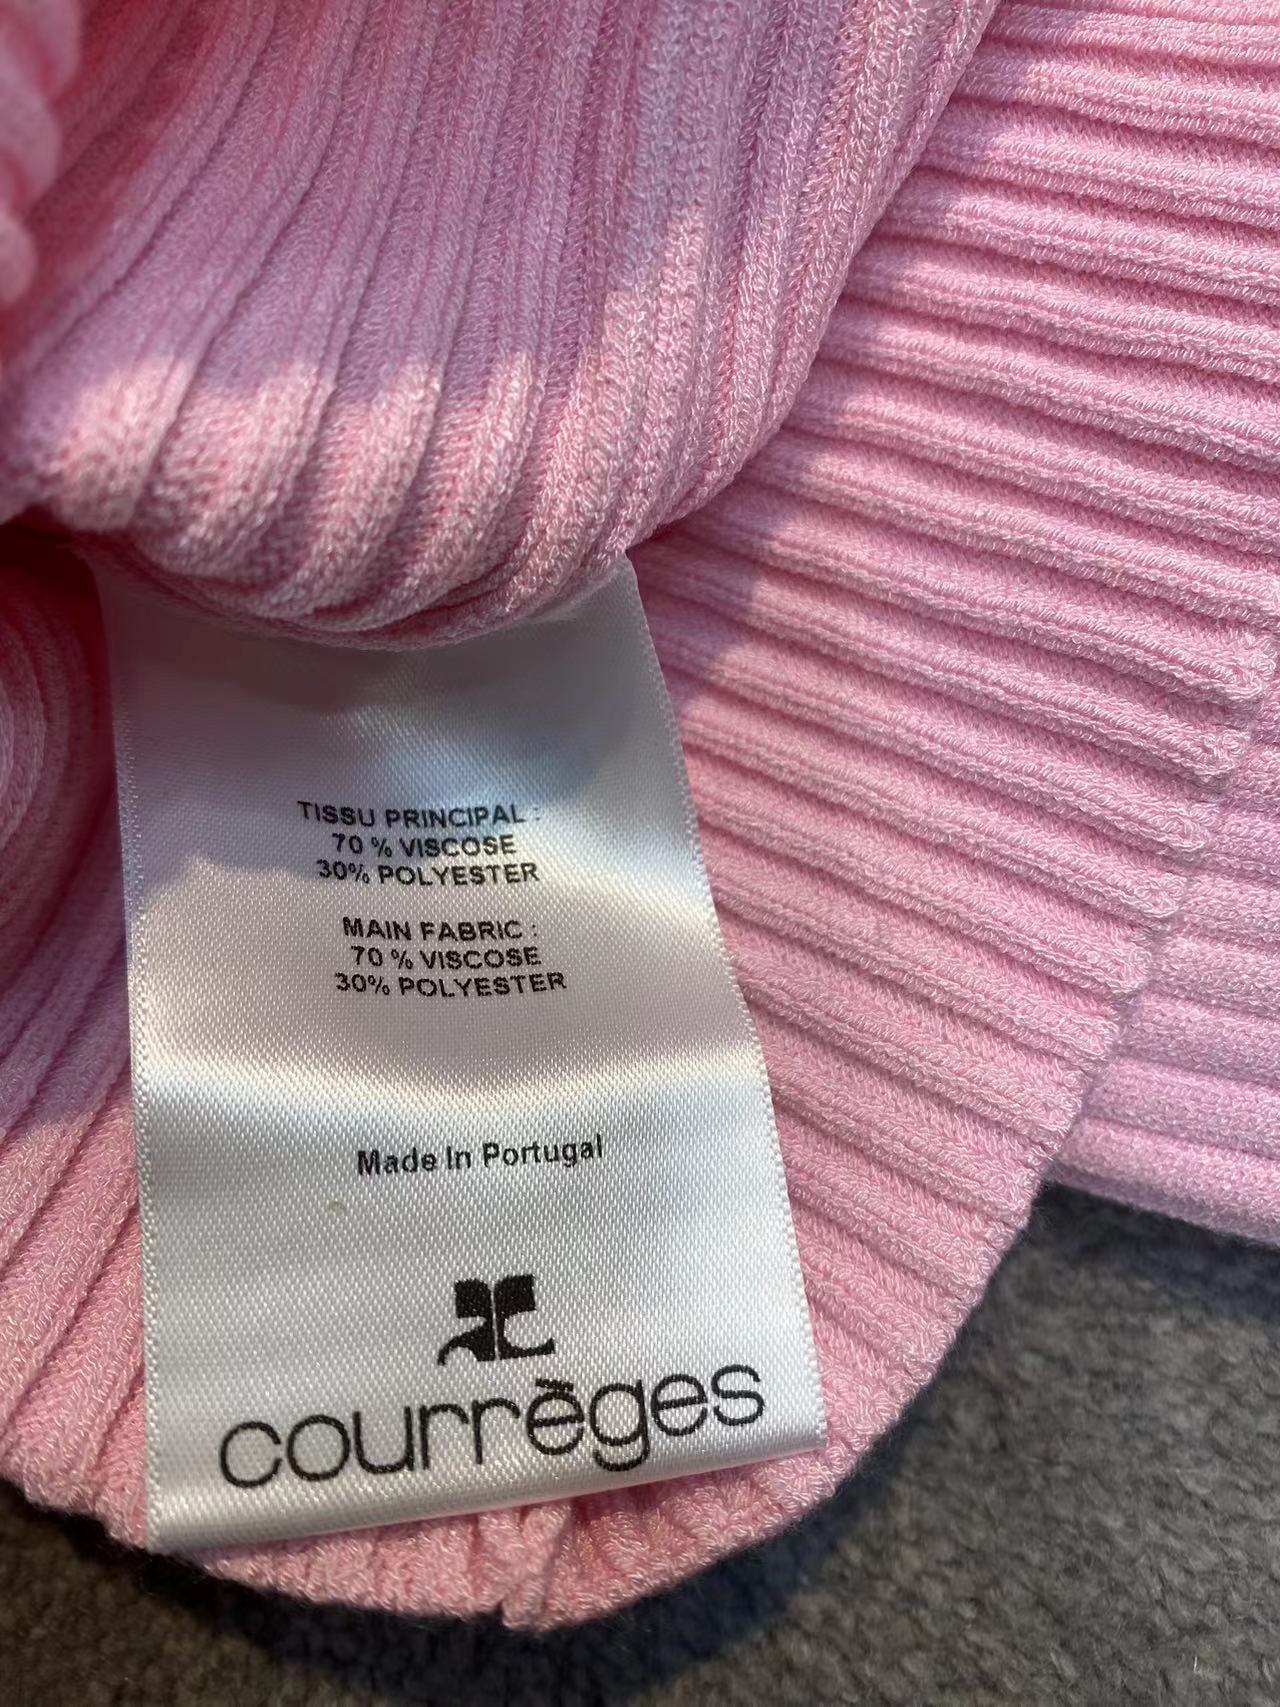 TISSU PRINCIPAL :
70 % VISCOSE
30% POLYESTER
MAIN FABRIC :
70 % VISCOSE
30% POLYESTER
Made In Portugal
courrèges